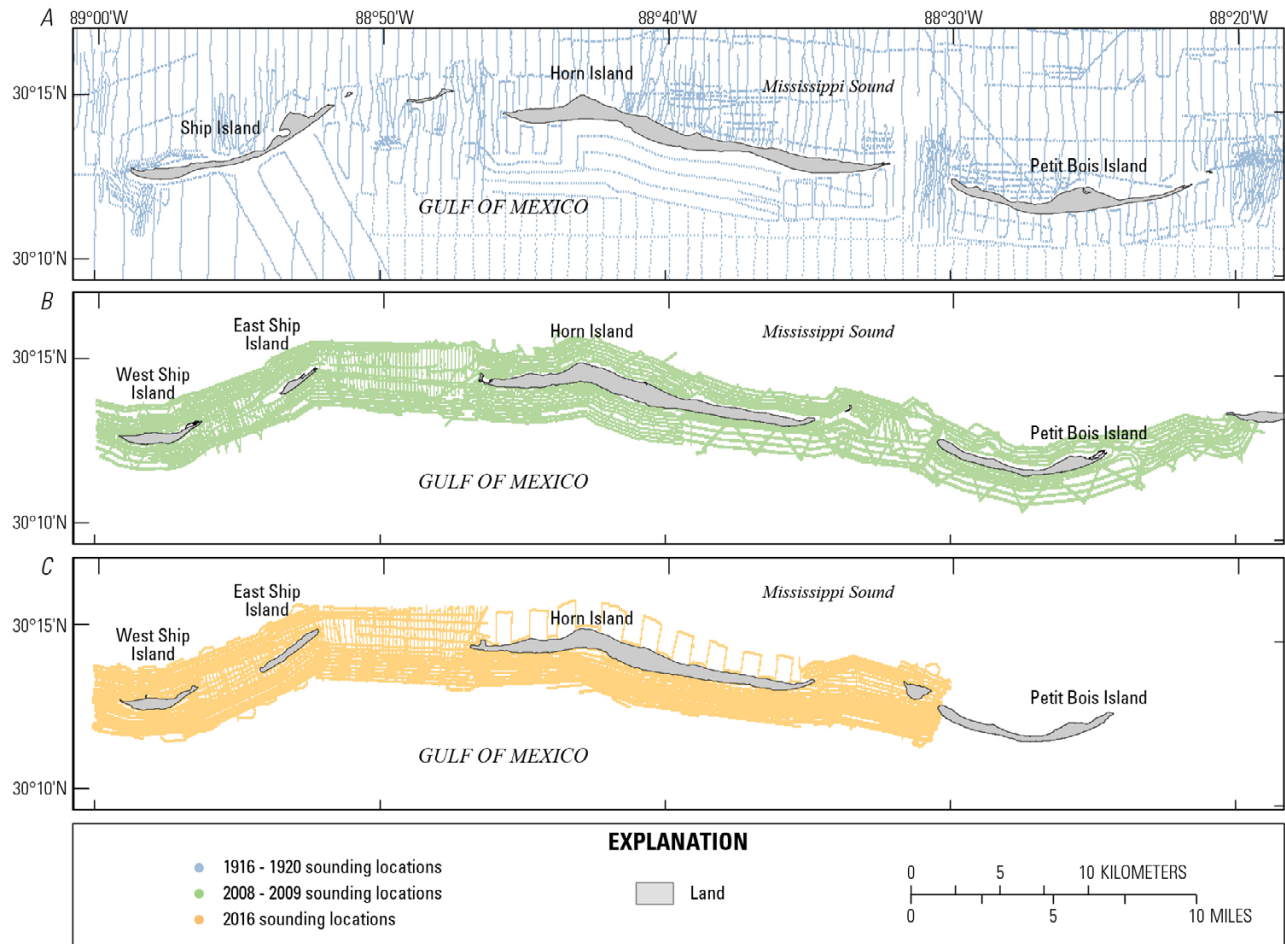 A
89°00'W 88°50'W 88°40'W 88°30'W 88°20'W
30°15'N
30°10'N
Horn Island
Mississippi Sound
Ship Island
Petit Bois Island
GULF OF MEXICO
B
East Ship
Island
Horn Island
Mississippi Sound
30°15'N
West Ship
Island
Petit Bois Island
GULF OF MEXICO
30°10'N
C
East Ship
Island
Mississippi Sound
Horn Island
30°15'N
West Ship
Island
Petit Bois Island
GULF OF MEXICO
30°10'N
EXPLANATION
1916 - 1920 sounding locations
2008 - 2009 sounding locations
2016 sounding locations
Land
0 5 10 KILOMETERS
0 5 10 MILES